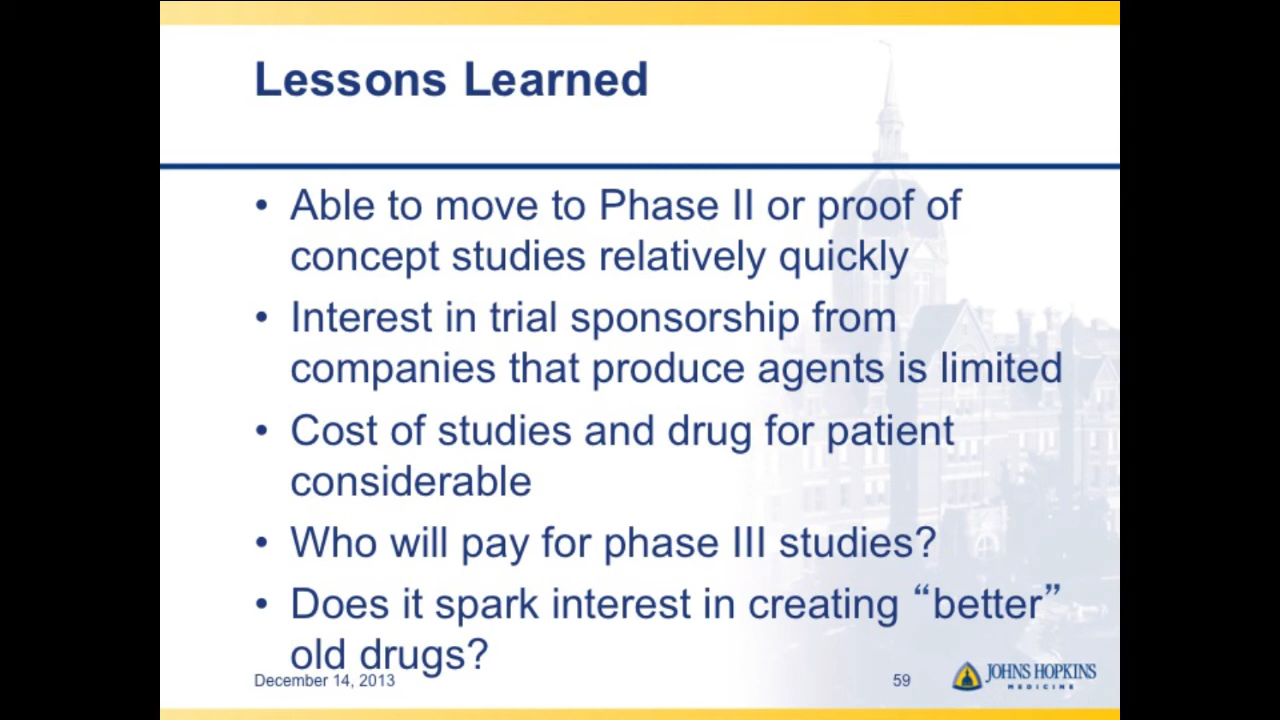 Lessons Learned
• Able to move to Phase II or proof of
concept studies relatively quickly
• Interest in trial sponsorship from
companies that produce agents is limited
• Cost of studies and drug for patient
considerable
• Who will pay for phase III studies?
• Does it spark interest in creating “better”
old drugs?
December 14, 2013
59
JOHNS HOPKINS
MEDICINE